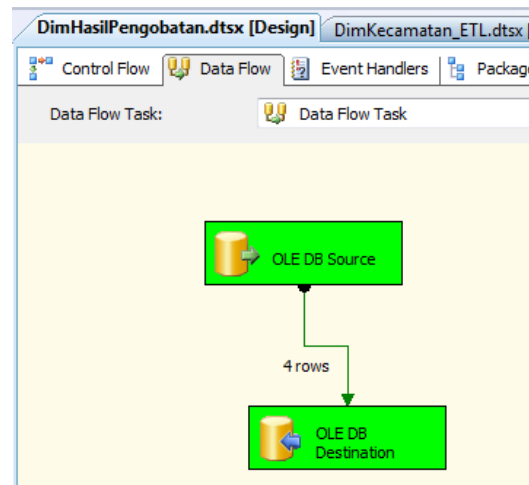 DimHasilPengobatan.dtsx [Design] DimKecamatan_ETL.dtsx [
Control Flow Data Flow Event Handlers Package
Data Flow Task: Data Flow Task
OLE DB Source
4 rows
OLE DB
Destination